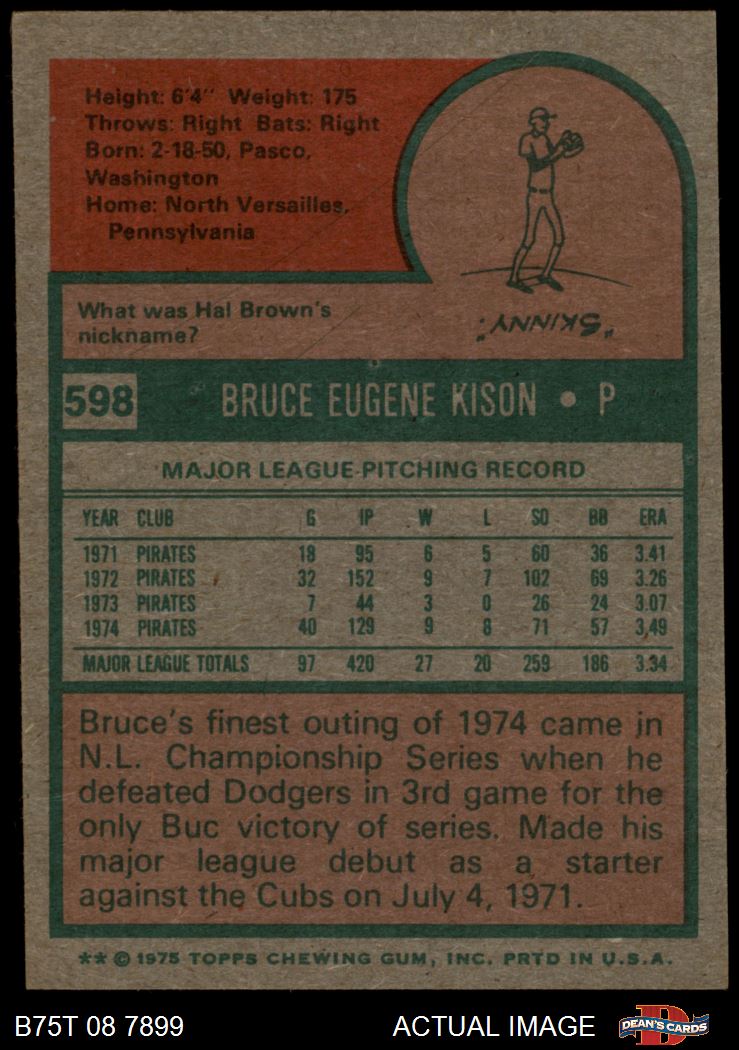 Height: 6'4" Weight: 175
Throws: Right Bats: Right
Born: 2-18-50, Pasco,
Washington
Home: North Versailles,
Pennsylvania
What was Hal Brown's
nickname?
"SKINNY."
598 BRUCE EUGENE KISON • P
MAJOR LEAGUE PITCHING RECORD
YEAR CLUB G IP W L SO BB ERA
1971 PIRATES 18 95 6 5 60 36 3.41
1972 PIRATES 32 152 9 7 102 69 3.26
1973 PIRATES 7 44 3 0 26 24 3.07
1974 PIRATES 40 129 9 8 71 57 3.49
MAJOR LEAGUE TOTALS 97 420 27 20 259 186 3.34
Bruce's finest outing of 1974 came in
N.L. Championship Series when he
defeated Dodgers in 3rd game for the
only Buc victory of series. Made his
major league debut as a starter
against the Cubs on July 4, 1971.
** © 1975 TOPPS CHEWING GUM, INC. PRTD IN U.S.A.
B75T 08 7899 ACTUAL IMAGE
D
DEAN'S CARDS